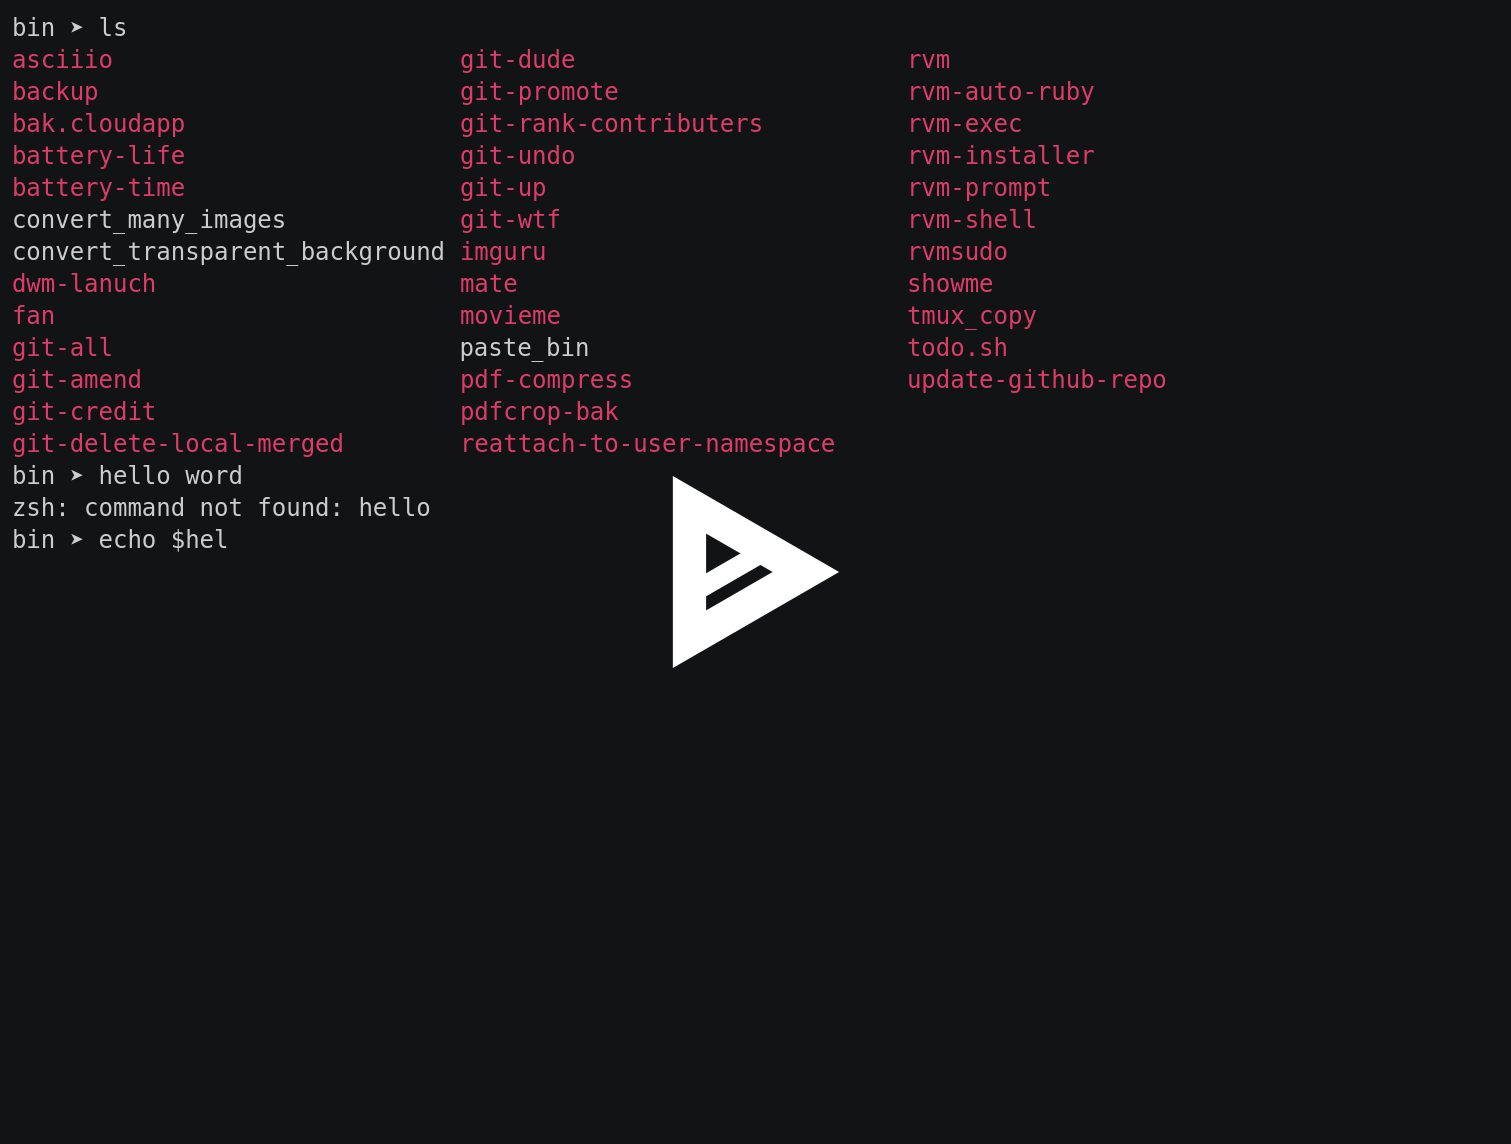 bin ➤ ls
asciiio git-dude rvm
backup git-promote rvm-auto-ruby
bak.cloudapp git-rank-contributers rvm-exec
battery-life git-undo rvm-installer
battery-time git-up rvm-prompt
convert_many_images git-wtf rvm-shell
convert_transparent_background imguru rvmsudo
dwm-lanuch mate showme
fan movieme tmux_copy
git-all paste_bin todo.sh
git-amend pdf-compress update-github-repo
git-credit pdfcrop-bak
git-delete-local-merged reattach-to-user-namespace
bin ➤ hello word
zsh: command not found: hello
bin ➤ echo $hel